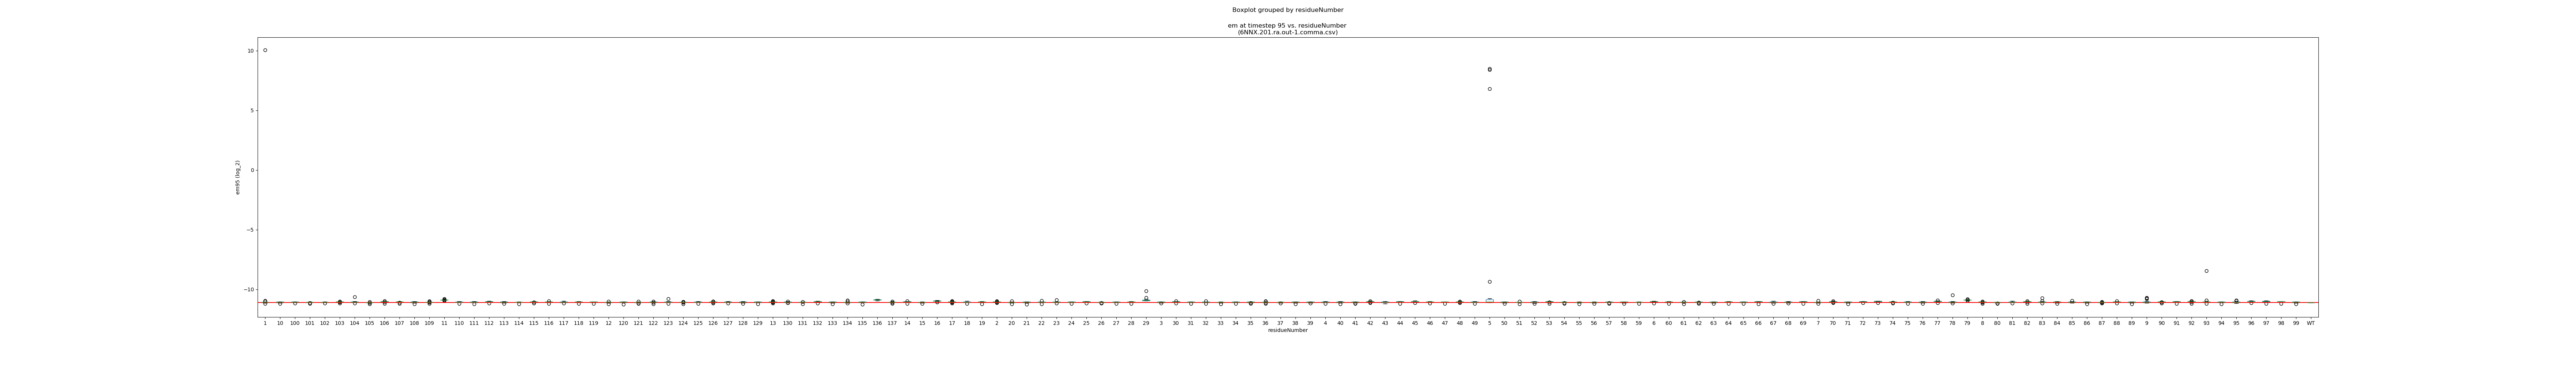 Boxplot grouped by residueNumber
em at timestep 95 vs. residueNumber
(6NNX.201.ra.out-1.comma.csv)
10
5
0
−5
−10
em95 (log_2)
1 10 100 101 102 103 104 105 106 107 108 109 11 110 111 112 113 114 115 116 117 118 119 12 120 121 122 123 124 125 126 127 128 129 13 130 131 132 133 134 135 136 137 14 15 16 17 18 19 2 20 21 22 23 24 25 26 27 28 29 3 30 31 32 33 34 35 36 37 38 39 4 40 41 42 43 44 45 46 47 48 49 5 50 51 52 53 54 55 56 57 58 59 6 60 61 62 63 64 65 66 67 68 69 7 70 71 72 73 74 75 76 77 78 79 8 80 81 82 83 84 85 86 87 88 89 9 90 91 92 93 94 95 96 97 98 99 WT
residueNumber